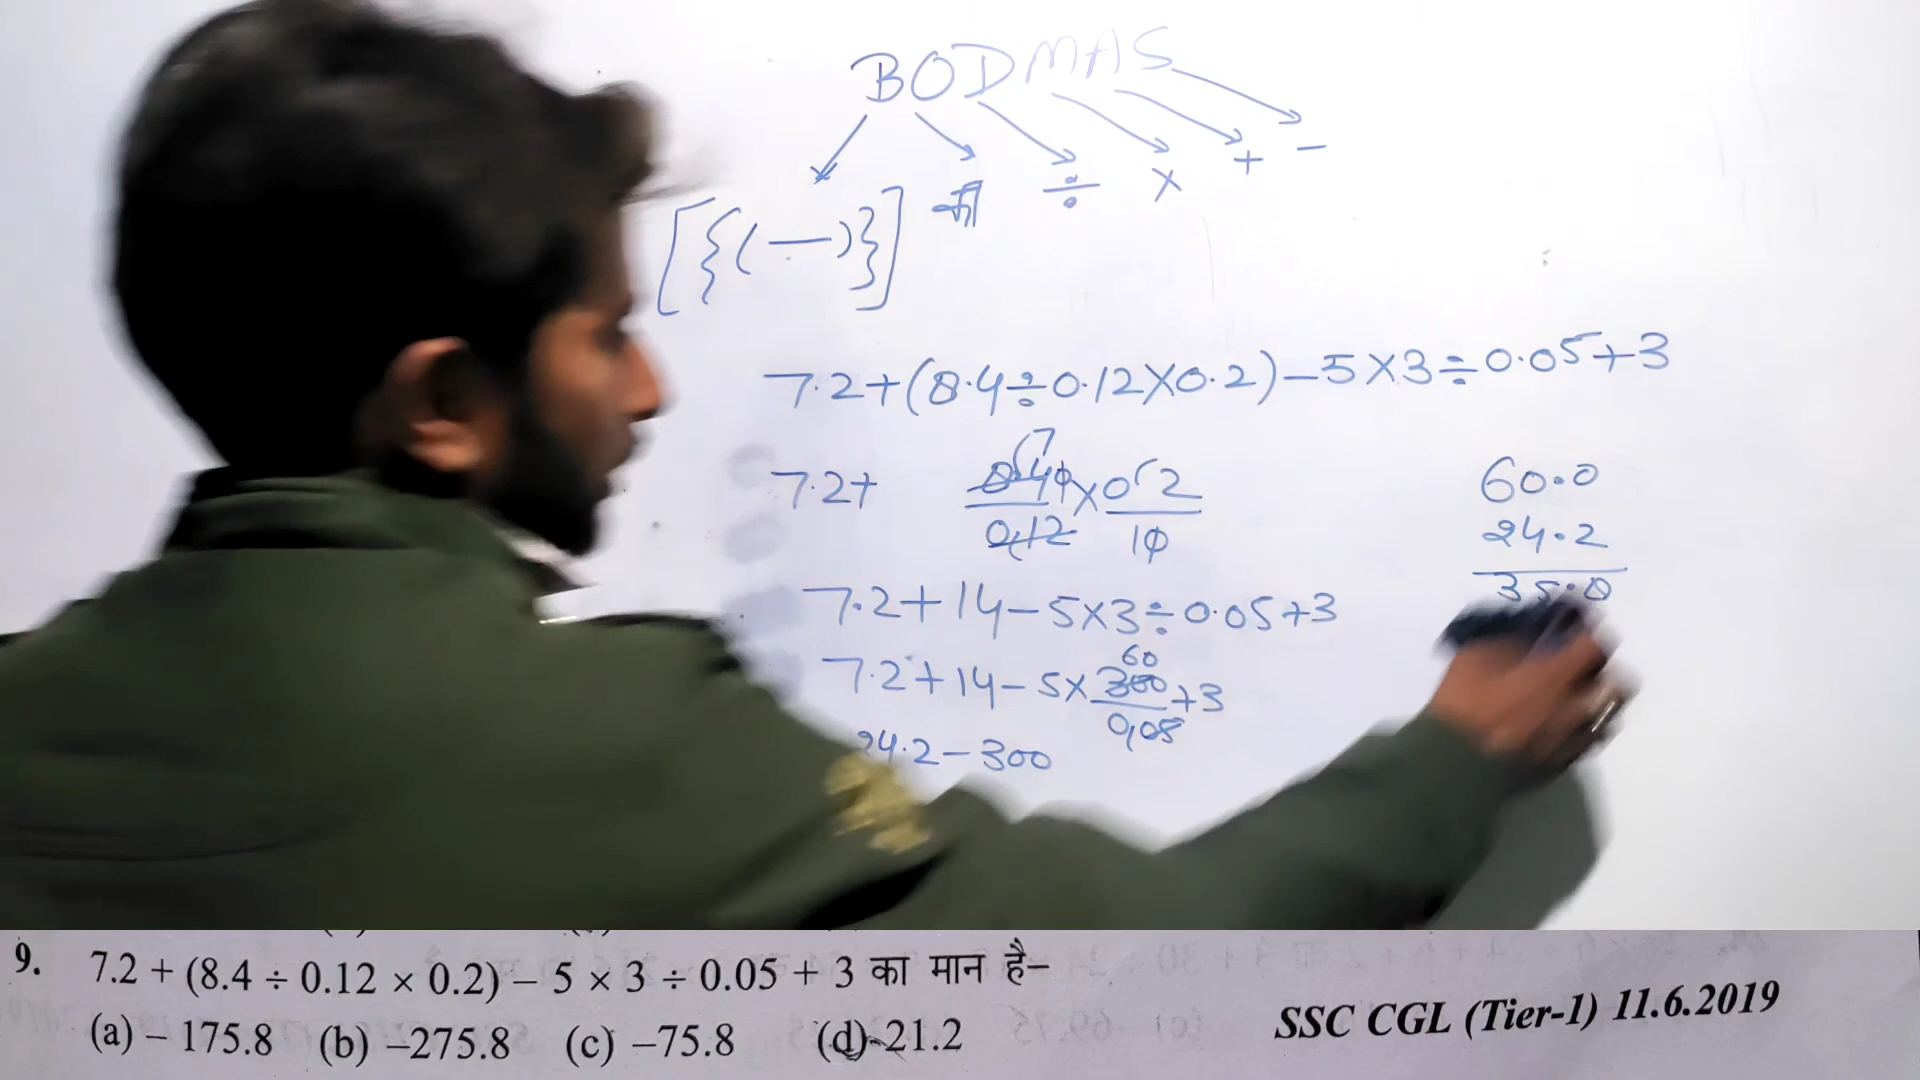 BODMAS
[{(—)}] का ÷ × + −
7.2+(8.4÷0.12×0.2)−5×3÷0.05+3
7
7.2+ 8.40 × 0.2
0.12 10
7.2+14−5×3÷0.05+3
60
7.2+14−5×300+3
0.05
24.2−300
60.0
24.2
35.0
9. 7.2 + (8.4 ÷ 0.12 × 0.2) – 5 × 3 ÷ 0.05 + 3 का मान है–
(a) – 175.8 (b) –275.8 (c) –75.8 (d)-21.2
SSC CGL (Tier-1) 11.6.2019